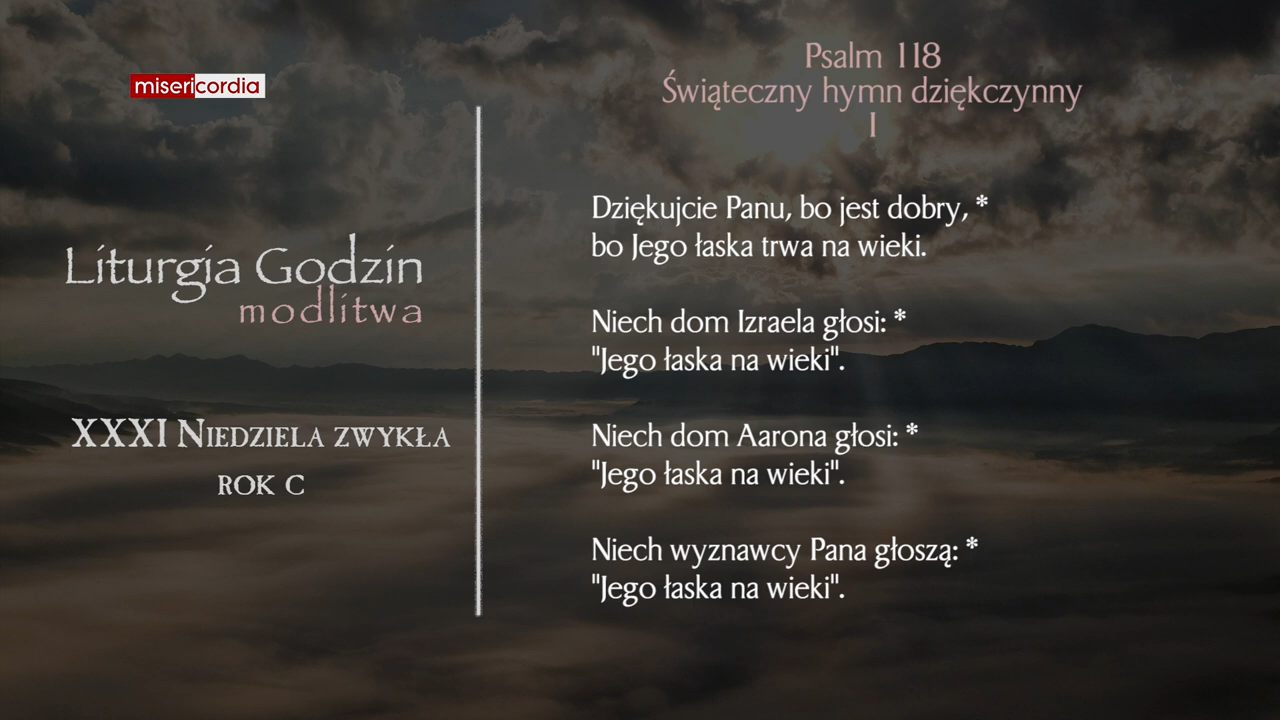 misericordia
Liturgia Godzin
modlitwa
XXXI Niedziela zwykła
rok C
Psalm 118
Świąteczny hymn dziękczynny
I
Dziękujcie Panu, bo jest dobry, *
bo Jego łaska trwa na wieki.
Niech dom Izraela głosi: *
"Jego łaska na wieki".
Niech dom Aarona głosi: *
"Jego łaska na wieki".
Niech wyznawcy Pana głoszą: *
"Jego łaska na wieki".